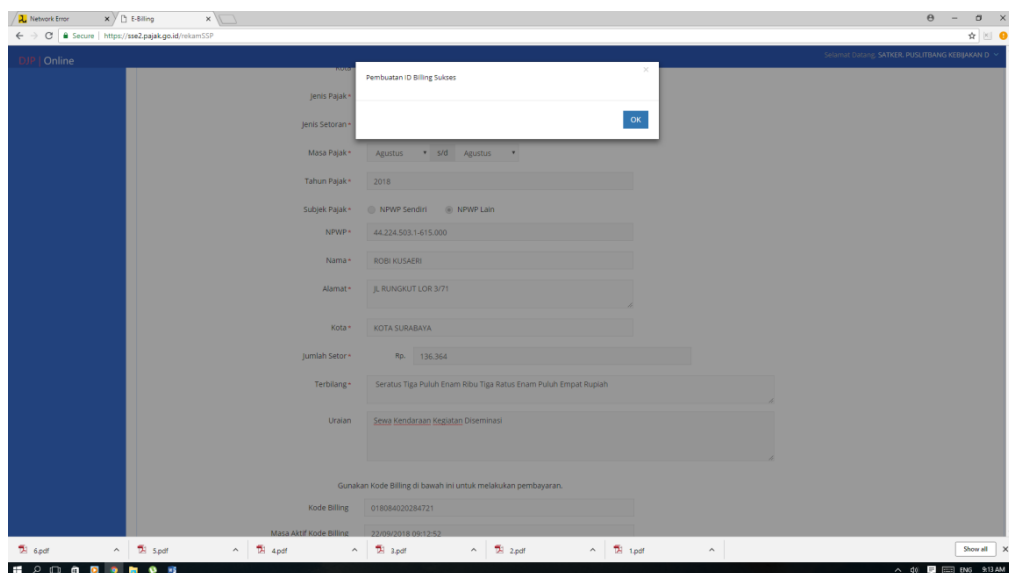 Network Error
E-Billing
Secure | https://sse2.pajak.go.id/rekamSSP
DJP | Online
Selamat Datang, SATKER, PUSLITBANG KEBIJAKAN D
Pembuatan ID Billing Sukses
×
OK
Kota
Jenis Pajak*
Jenis Setoran*
Masa Pajak* Agustus s/d Agustus
Tahun Pajak* 2018
Subjek Pajak* NPWP Sendiri NPWP Lain
NPWP* 44.224.503.1-615.000
Nama* ROBI KUSAERI
Alamat* JL RUNGKUT LOR 3/71
Kota* KOTA SURABAYA
Jumlah Setor* Rp. 136.364
Terbilang* Seratus Tiga Puluh Enam Ribu Tiga Ratus Enam Puluh Empat Rupiah
Uraian Sewa Kendaraan Kegiatan Diseminasi
Gunakan Kode Billing di bawah ini untuk melakukan pembayaran.
Kode Billing 018084020284721
Masa Aktif Kode Billing 22/09/2018 09:12:52
6.pdf 5.pdf 4.pdf 3.pdf 2.pdf 1.pdf Show all
ENG 9:13 AM